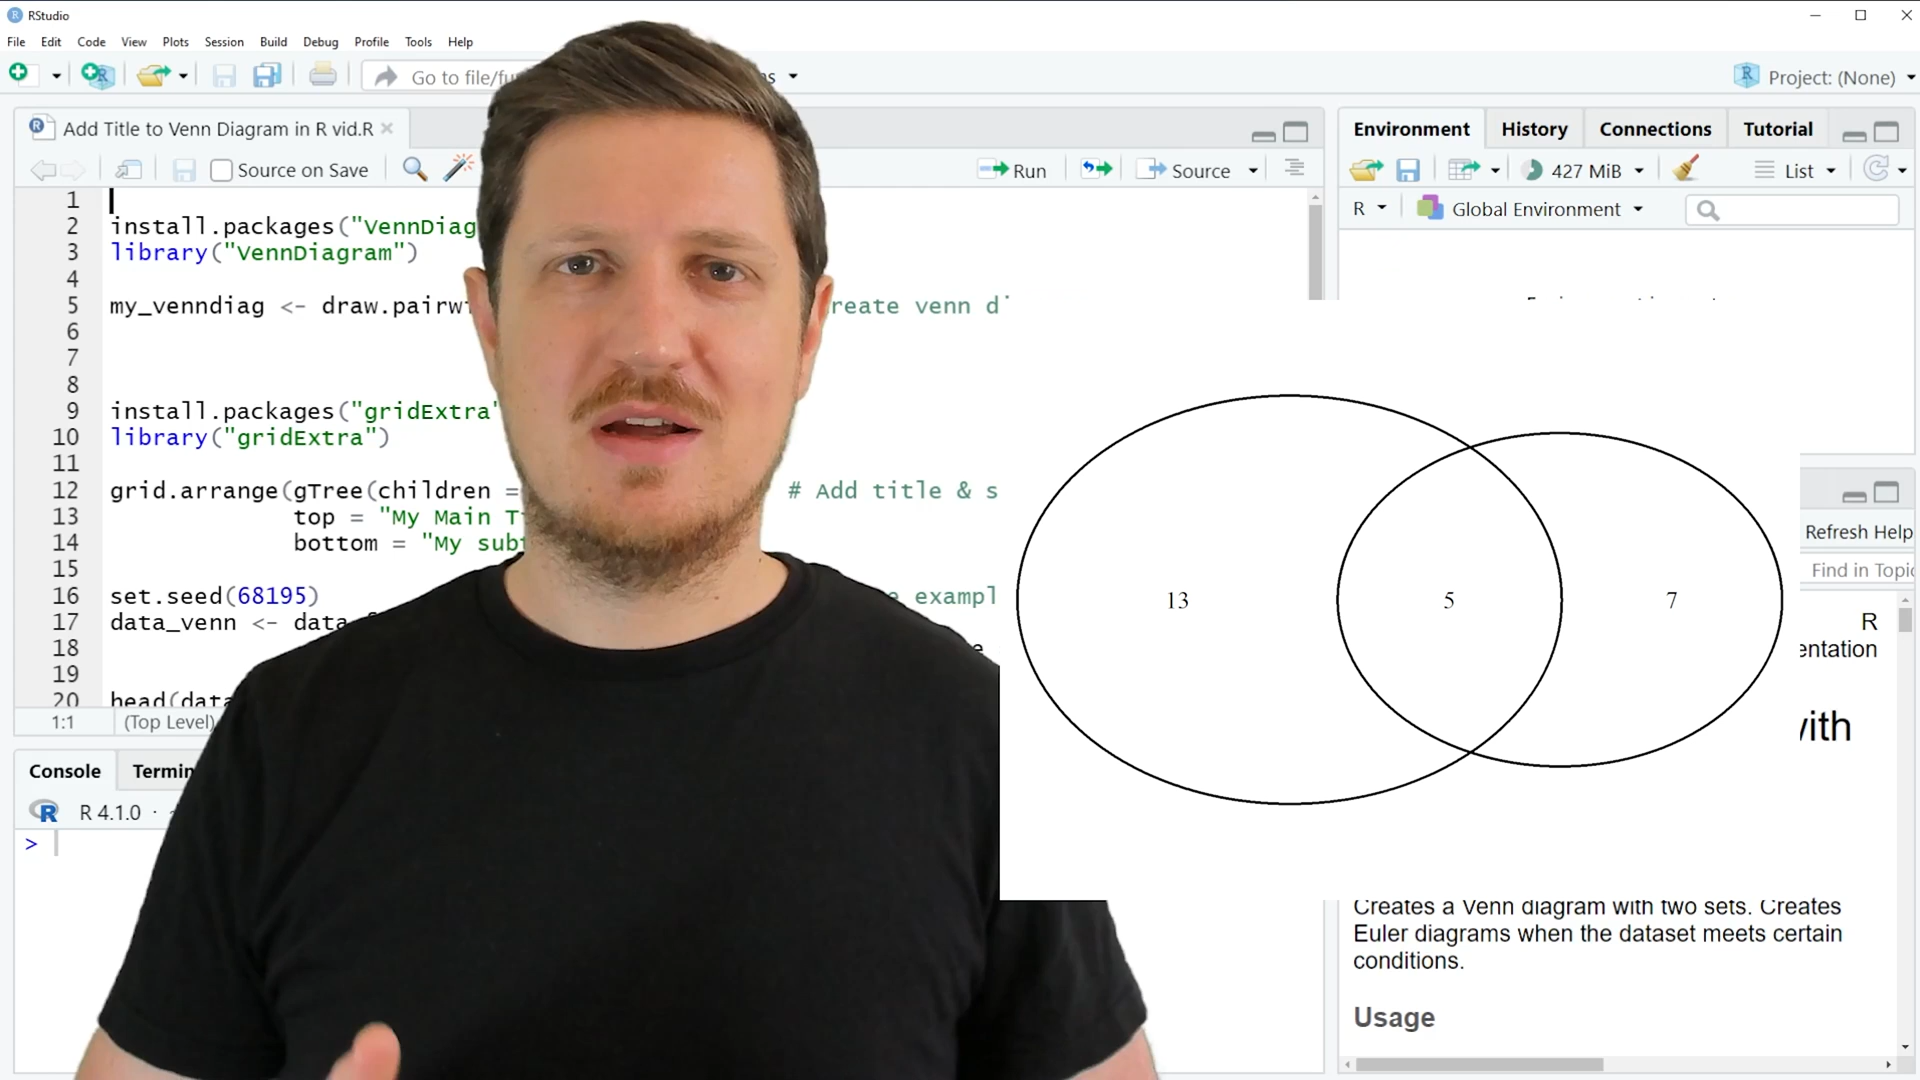 RStudio
File Edit Code View Plots Session Build Debug Profile Tools Help
Go to file/fu
Project: (None)
Add Title to Venn Diagram in R vid.R
Source on Save
Run
Source
1
2 install.packages("VennDiag
3 library("VennDiagram")
4
5 my_venndiag <- draw.pairw reate venn d
6
7
8
9 install.packages("gridExtra"
10 library("gridExtra")
11
12 grid.arrange(gTree(children = # Add title & s
13 top = "My Main T
14 bottom = "My sub
15
16 set.seed(68195) e exampl
17 data_venn <- data
18
19
20 head(dat
1:1 (Top Level)
Console Termin
R 4.1.0 ·
>
Environment History Connections Tutorial
427 MiB List
R Global Environment
13 5 7
Refresh Help
Find in Topic
R
entation
with
Creates a Venn diagram with two sets. Creates
Euler diagrams when the dataset meets certain
conditions.
Usage